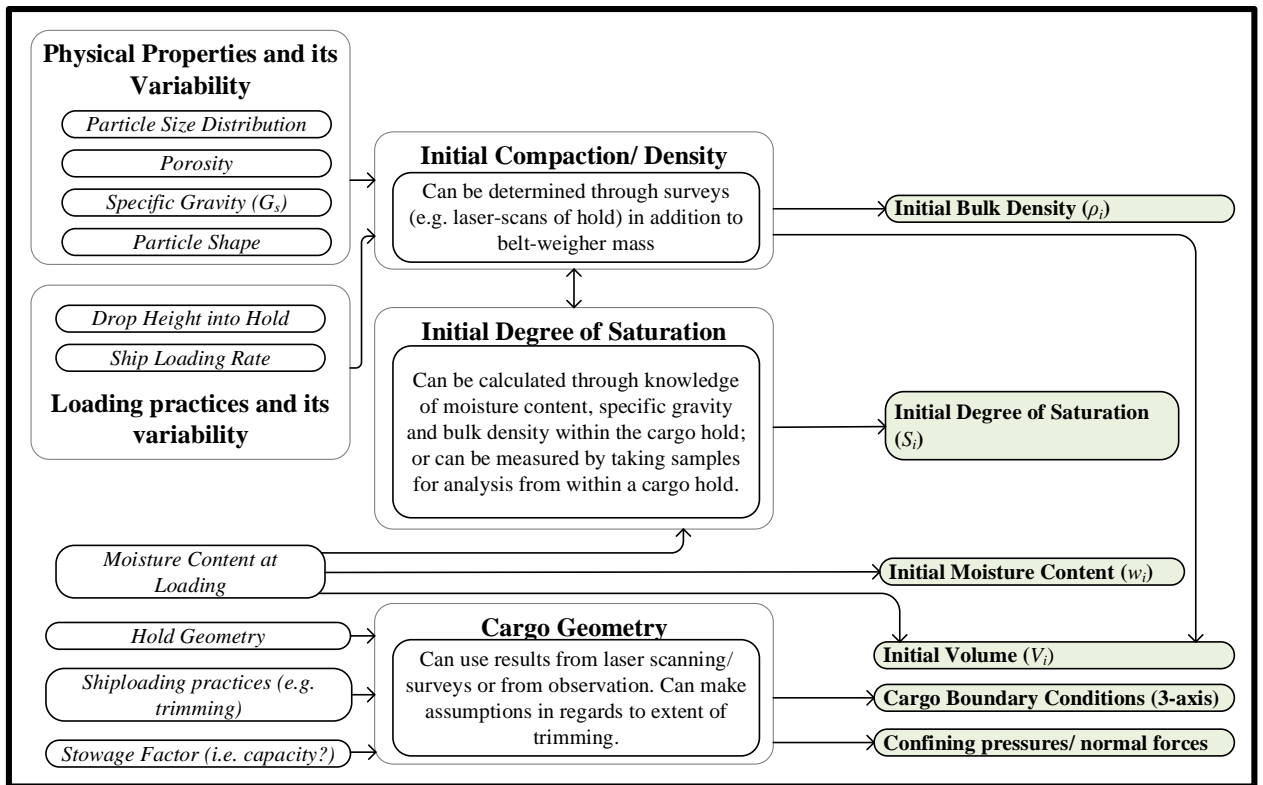 Physical Properties and its
Variability
Particle Size Distribution
Porosity
Specific Gravity (Gs)
Particle Shape
Drop Height into Hold
Ship Loading Rate
Loading practices and its
variability
Initial Compaction/ Density
Can be determined through surveys
(e.g. laser-scans of hold) in addition to
belt-weigher mass
Initial Degree of Saturation
Can be calculated through knowledge
of moisture content, specific gravity
and bulk density within the cargo hold;
or can be measured by taking samples
for analysis from within a cargo hold.
Initial Bulk Density (ρi)
Initial Degree of Saturation
(Si)
Moisture Content at
Loading
Initial Moisture Content (wi)
Hold Geometry
Shiploading practices (e.g.
trimming)
Stowage Factor (i.e. capacity?)
Cargo Geometry
Can use results from laser scanning/
surveys or from observation. Can make
assumptions in regards to extent of
trimming.
Initial Volume (Vi)
Cargo Boundary Conditions (3-axis)
Confining pressures/ normal forces